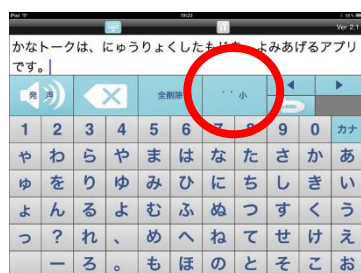 iPad 19:23
Ver 2.1
かなトークは、にゅうりょくしたもじを、よみあげるアプリ
です。
発声 全削除 ゛゜小
1 2 3 4 5 6 7 8 9 0 カナ
ゃ わ ら や ま は な た さ か あ
ゅ を り ゆ み ひ に ち し き い
ょ ん る よ む ふ ぬ つ す く う
っ ? れ 、 め へ ね て せ け え
ー ろ 。 も ほ の と そ こ お